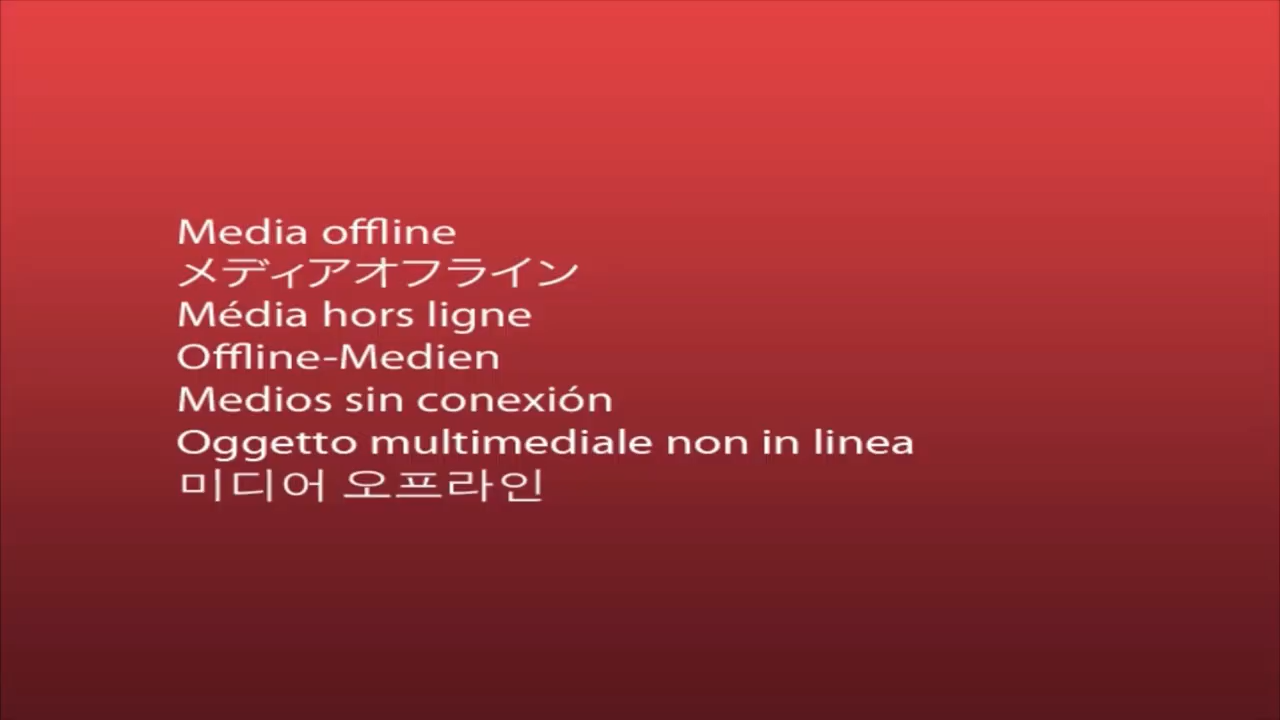 Media offline
メディアオフライン
Média hors ligne
Offline-Medien
Medios sin conexión
Oggetto multimediale non in linea
미디어 오프라인